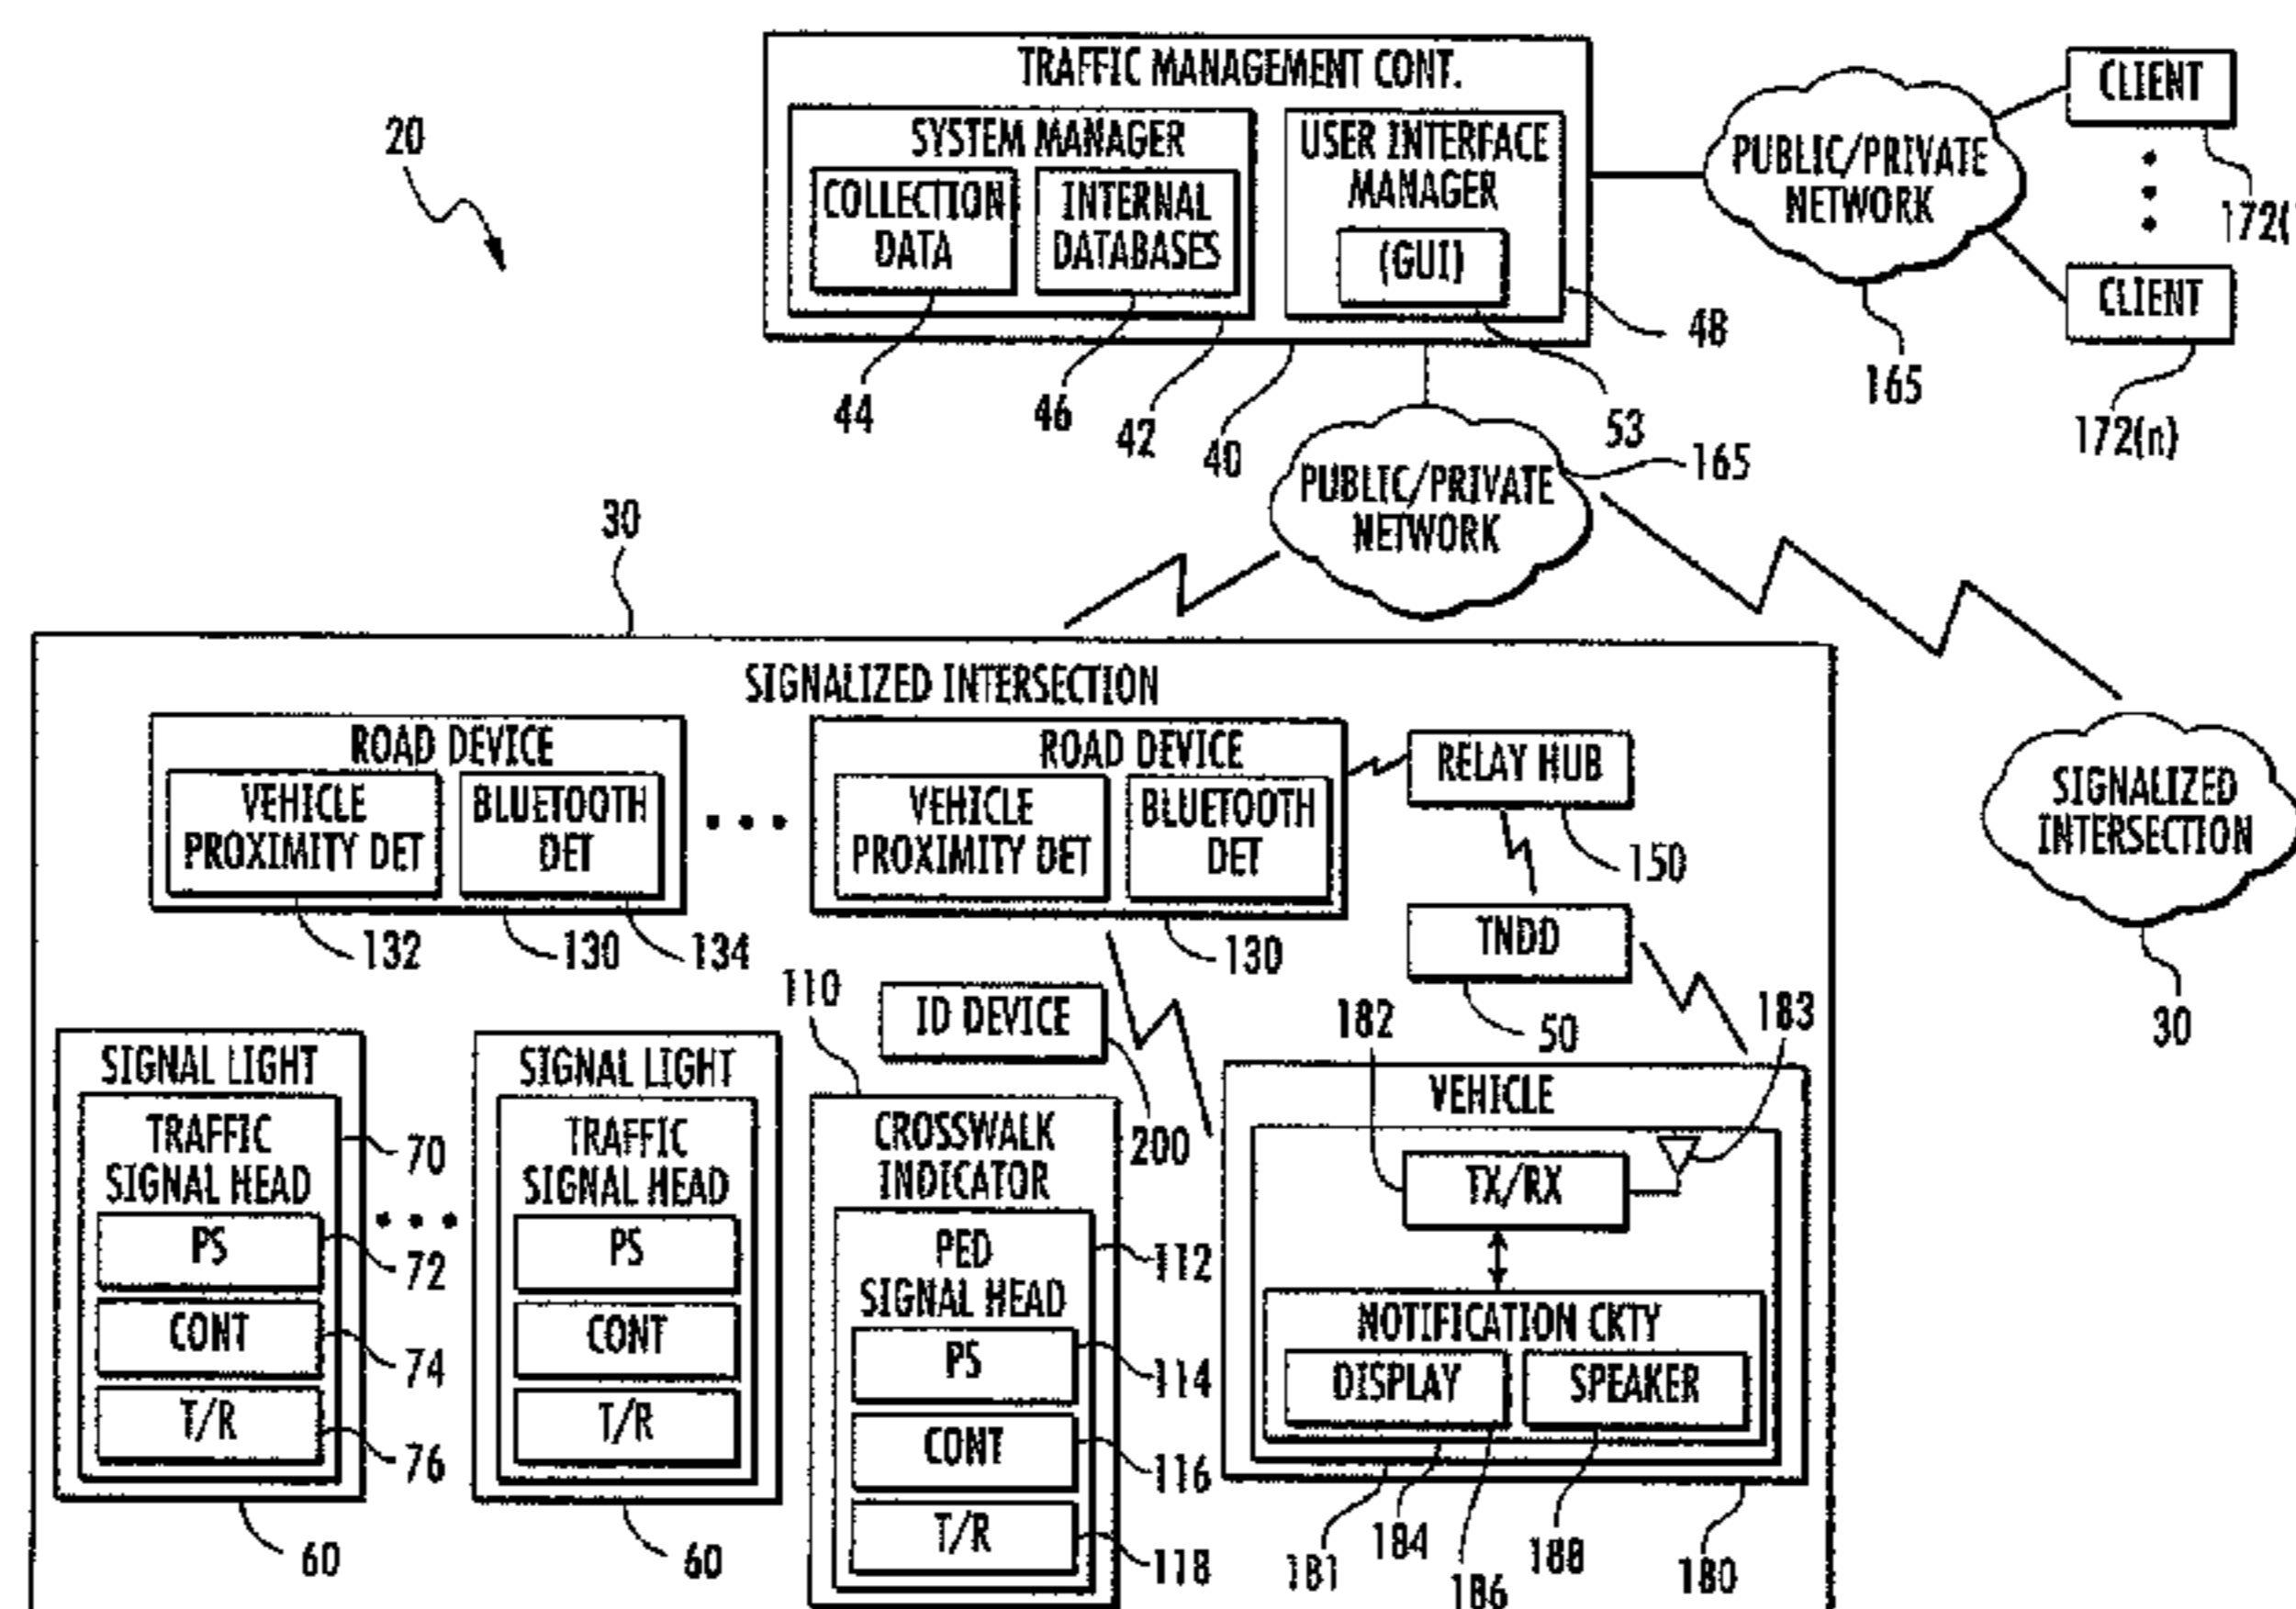 TRAFFIC MANAGEMENT CONT.
SYSTEM MANAGER
COLLECTION
DATA
INTERNAL
DATABASES
USER INTERFACE
MANAGER
(GUI)
PUBLIC/PRIVATE
NETWORK
CLIENT
172(
CLIENT
172(n)
165
20
44
46
42
40
53
48
PUBLIC/PRIVATE
NETWORK
165
30
SIGNALIZED INTERSECTION
ROAD DEVICE
VEHICLE
PROXIMITY DET
BLUETOOTH
DET
132
130
134
ROAD DEVICE
VEHICLE
PROXIMITY DET
BLUETOOTH
DET
130
RELAY HUB
150
TNDD
50
SIGNALIZED
INTERSECTION
30
ID DEVICE
200
SIGNAL LIGHT
TRAFFIC
SIGNAL HEAD
70
PS
72
CONT
74
T/R
76
60
SIGNAL LIGHT
TRAFFIC
SIGNAL HEAD
PS
CONT
T/R
60
110
CROSSWALK
INDICATOR
PED
SIGNAL HEAD
112
PS
114
CONT
116
T/R
118
VEHICLE
182
TX/RX
183
NOTIFICATION CKTY
DISPLAY
SPEAKER
181
184
186
188
180